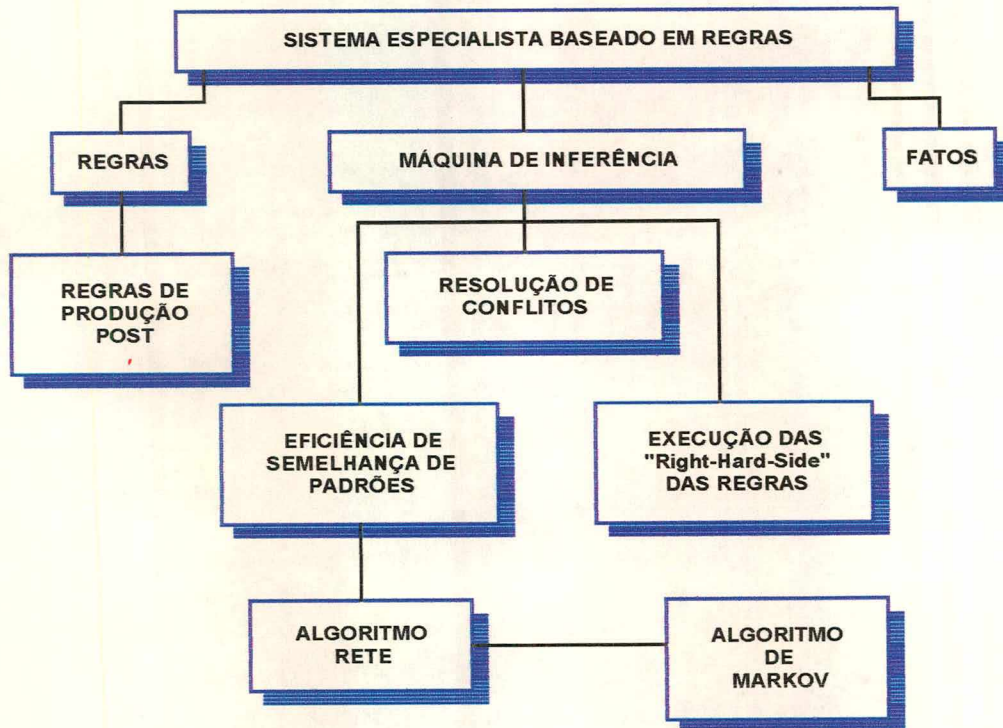 SISTEMA ESPECIALISTA BASEADO EM REGRAS
REGRAS
MÁQUINA DE INFERÊNCIA
FATOS
REGRAS DE
PRODUÇÃO
POST
RESOLUÇÃO DE
CONFLITOS
EFICIÊNCIA DE
SEMELHANÇA DE
PADRÕES
EXECUÇÃO DAS
"Right-Hard-Side"
DAS REGRAS
ALGORITMO
RETE
ALGORITMO
DE
MARKOV